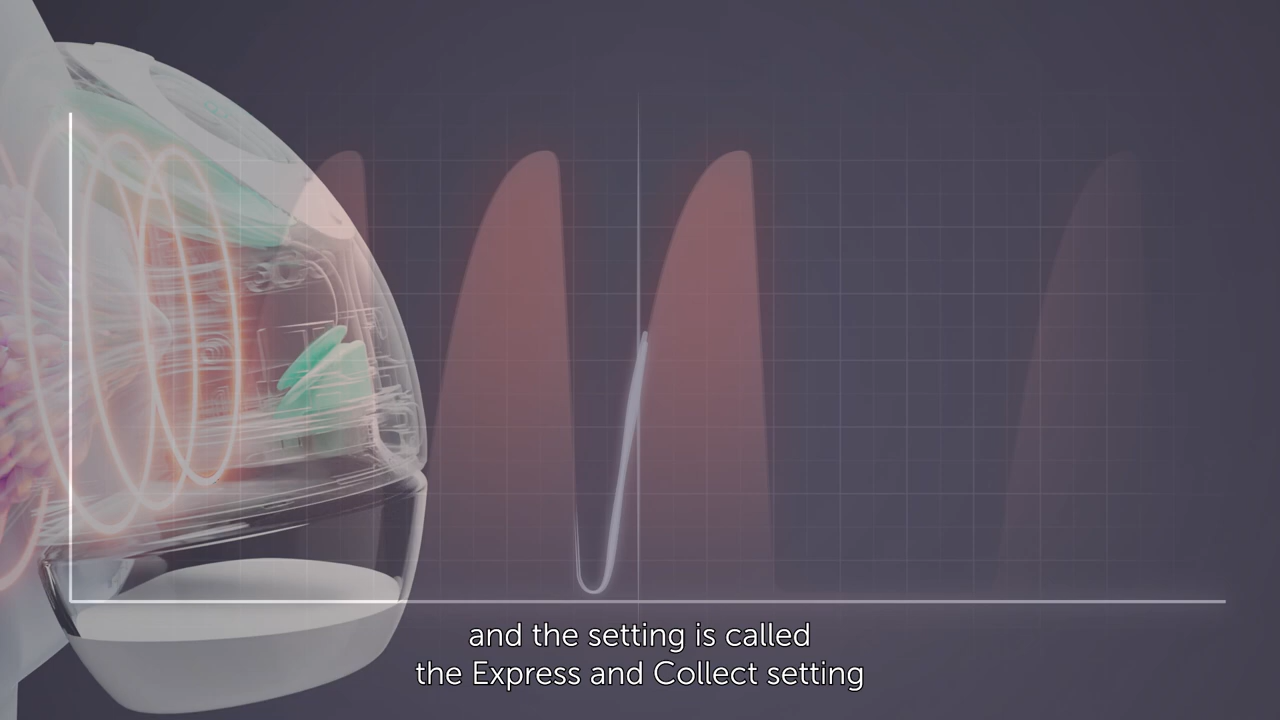 and the setting is called
the Express and Collect setting